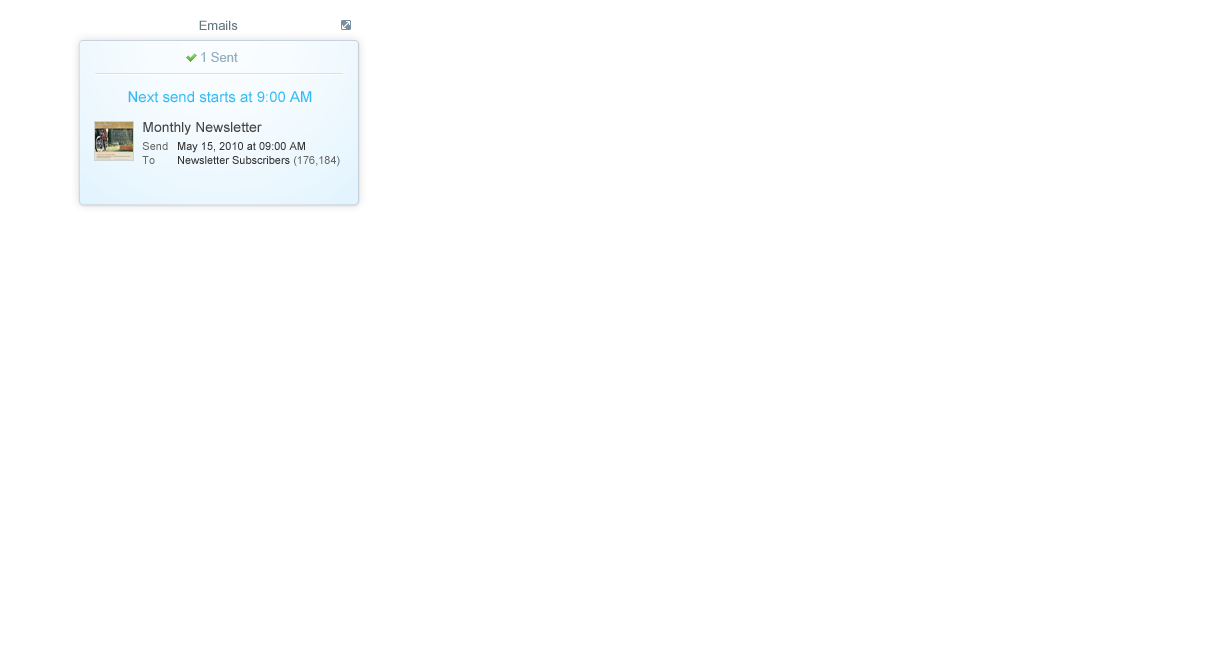 Emails
1 Sent
Next send starts at 9:00 AM
Monthly Newsletter
Send May 15, 2010 at 09:00 AM
To Newsletter Subscribers (176,184)